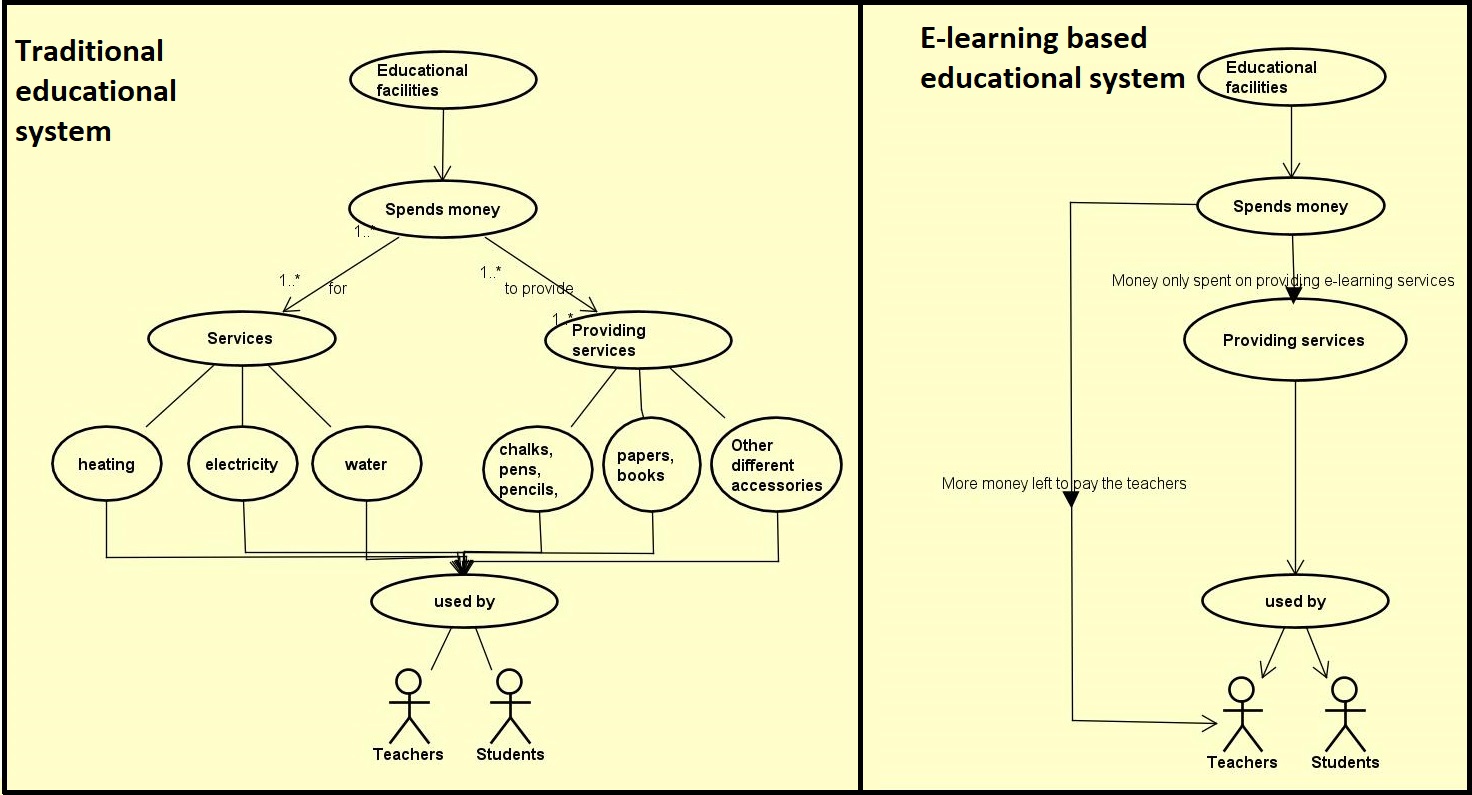 Traditional
educational
system
Educational
facilities
Spends money
1..*
1..*
for
1..*
to provide
1..*
Services
Providing
services
heating
electricity
water
chalks,
pens,
pencils,
papers,
books
Other
different
accessories
used by
Teachers
Students
E-learning based
educational system
Educational
facilities
Spends money
Money only spent on providing e-learning services
Providing services
More money left to pay the teachers
used by
Teachers
Students